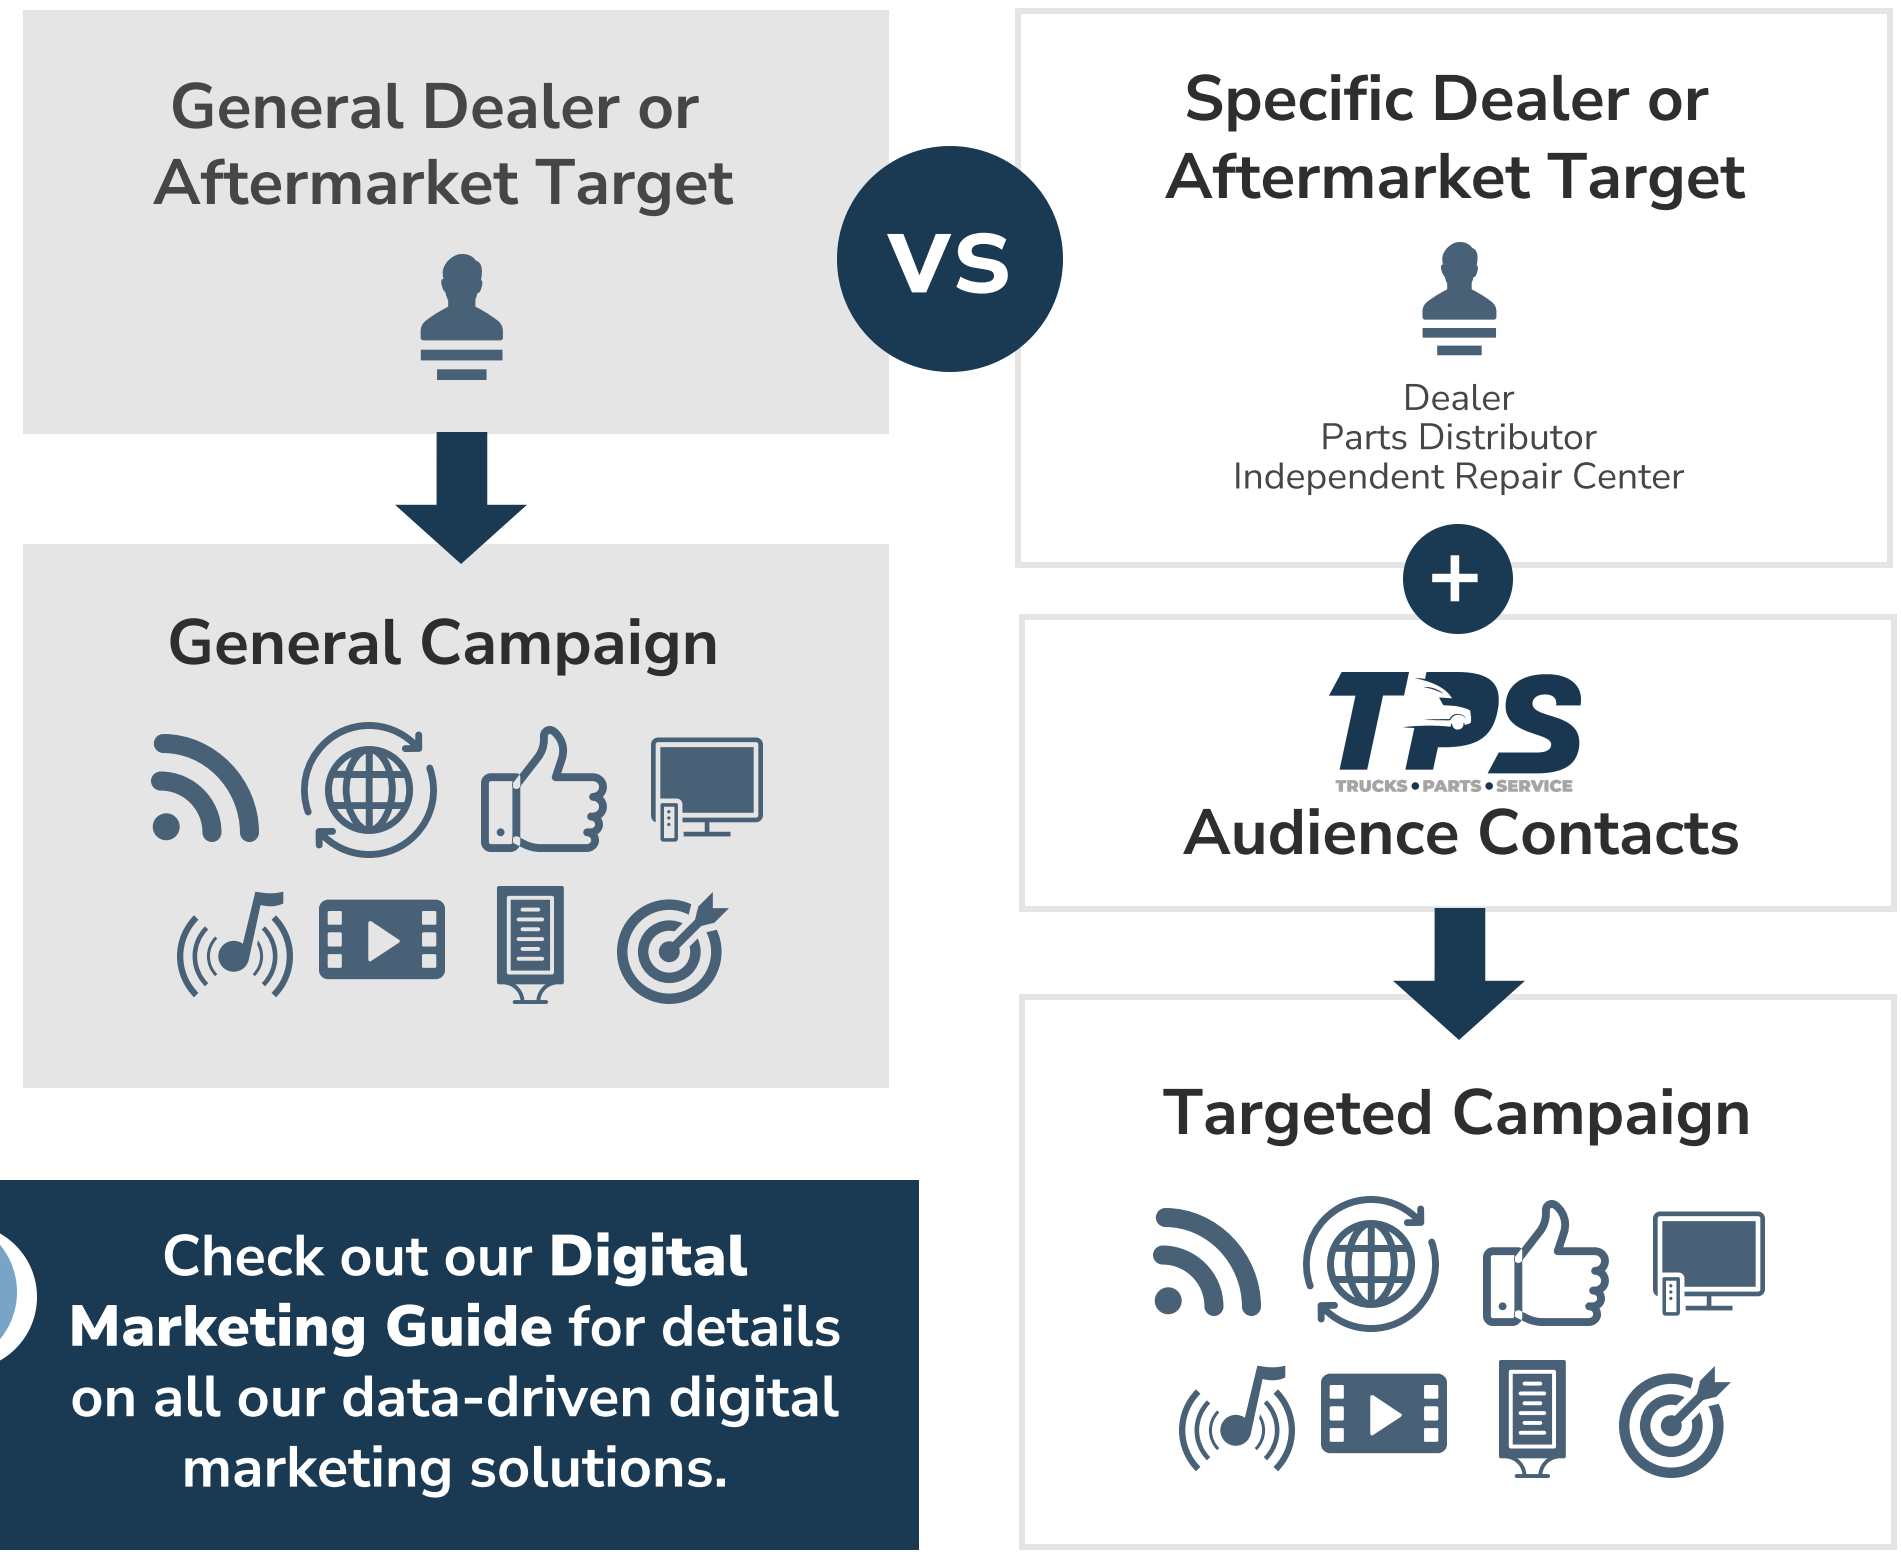 General Dealer or
Aftermarket Target
VS
Specific Dealer or
Aftermarket Target
Dealer
Parts Distributor
Independent Repair Center
+
General Campaign
TPS
TRUCKS • PARTS • SERVICE
Audience Contacts
Targeted Campaign
Check out our Digital
Marketing Guide for details
on all our data-driven digital
marketing solutions.